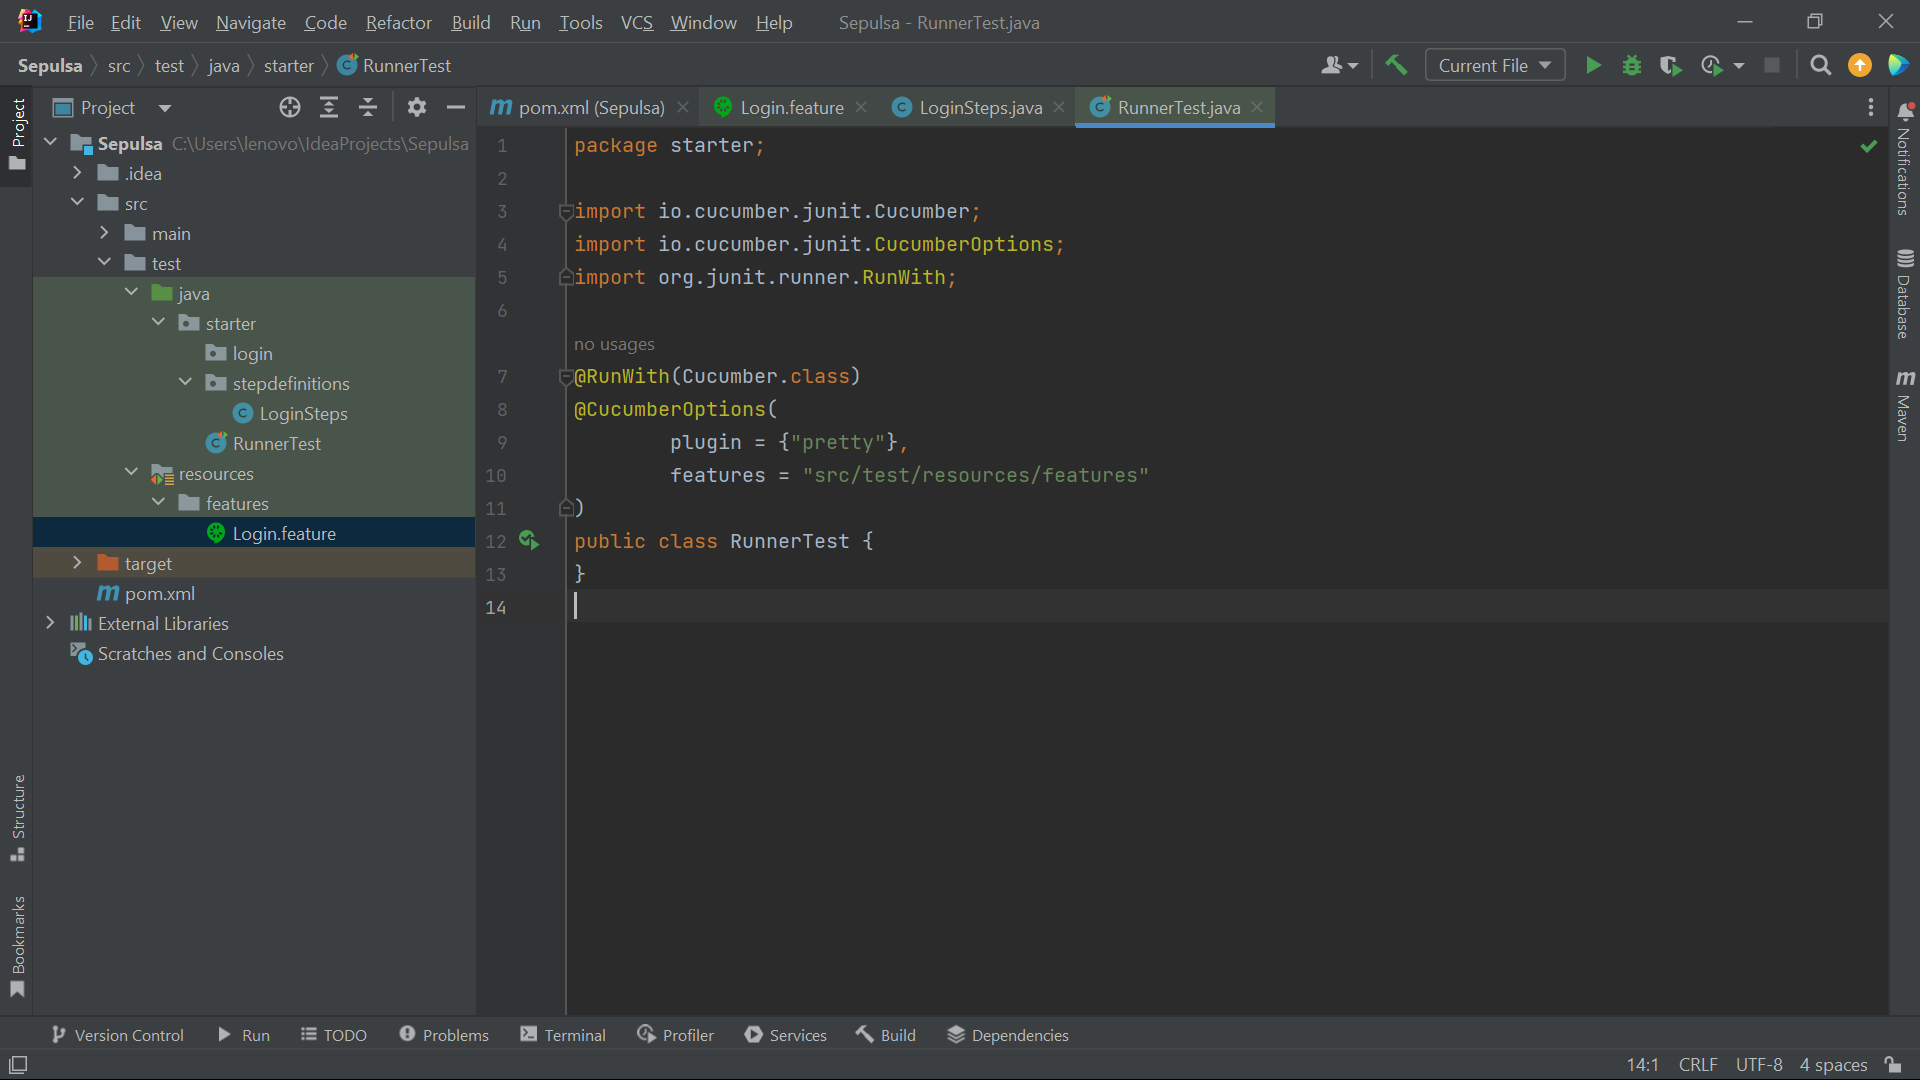 File Edit View Navigate Code Refactor Build Run Tools VCS Window Help Sepulsa - RunnerTest.java
Sepulsa src test java starter RunnerTest Current File
Project
pom.xml (Sepulsa) Login.feature LoginSteps.java RunnerTest.java
Project
Sepulsa C:\Users\lenovo\IdeaProjects\Sepulsa
.idea
src
main
test
java
starter
login
stepdefinitions
LoginSteps
RunnerTest
resources
features
Login.feature
target
pom.xml
External Libraries
Scratches and Consoles
Structure
Bookmarks
1 package starter;
2
3 import io.cucumber.junit.Cucumber;
4 import io.cucumber.junit.CucumberOptions;
5 import org.junit.runner.RunWith;
6
no usages
7 @RunWith(Cucumber.class)
8 @CucumberOptions(
9 plugin = {"pretty"},
10 features = "src/test/resources/features"
11 )
12 public class RunnerTest {
13 }
14
Notifications
Database
Maven
Version Control Run TODO Problems Terminal Profiler Services Build Dependencies
14:1 CRLF UTF-8 4 spaces